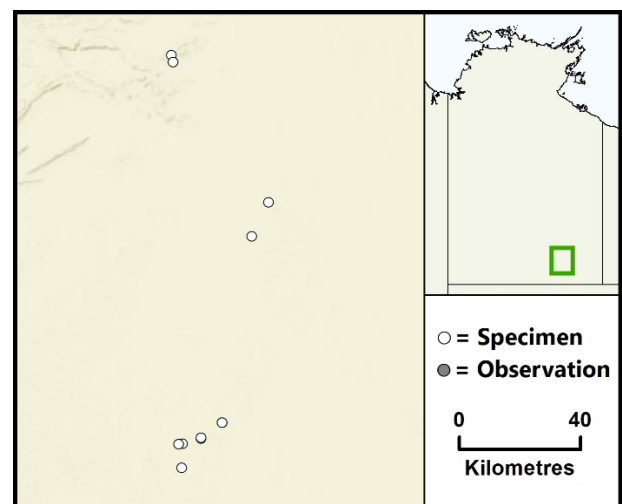 ○ = Specimen
● = Observation
0 40
Kilometres